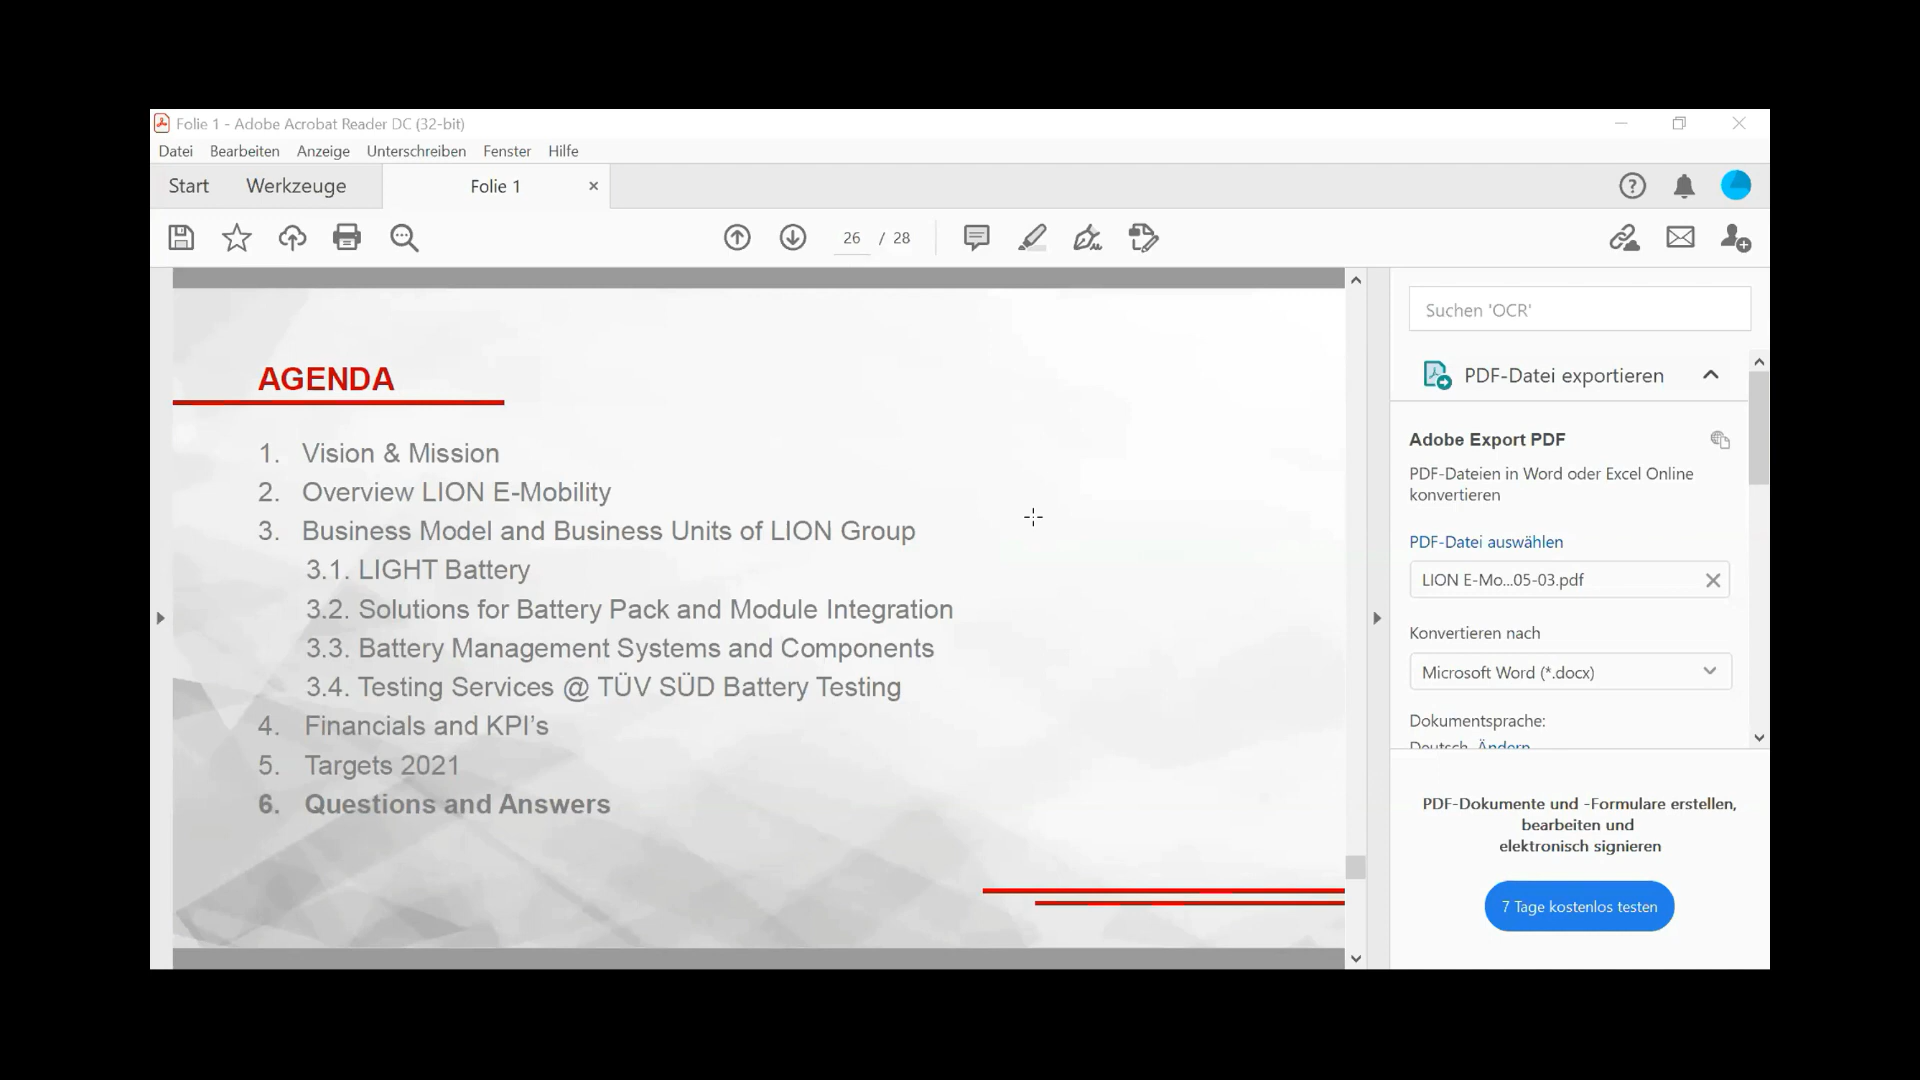 Folie 1 - Adobe Acrobat Reader DC (32-bit)
Datei Bearbeiten Anzeige Unterschreiben Fenster Hilfe
Start Werkzeuge Folie 1
26 / 28
AGENDA
1. Vision & Mission
2. Overview LION E-Mobility
3. Business Model and Business Units of LION Group
3.1. LIGHT Battery
3.2. Solutions for Battery Pack and Module Integration
3.3. Battery Management Systems and Components
3.4. Testing Services @ TÜV SÜD Battery Testing
4. Financials and KPI's
5. Targets 2021
6. Questions and Answers
Suchen 'OCR'
PDF-Datei exportieren
Adobe Export PDF
PDF-Dateien in Word oder Excel Online
konvertieren
PDF-Datei auswählen
LION E-Mo...05-03.pdf
Konvertieren nach
Microsoft Word (*.docx)
Dokumentsprache:
Deutsch Ändern
PDF-Dokumente und -Formulare erstellen,
bearbeiten und
elektronisch signieren
7 Tage kostenlos testen